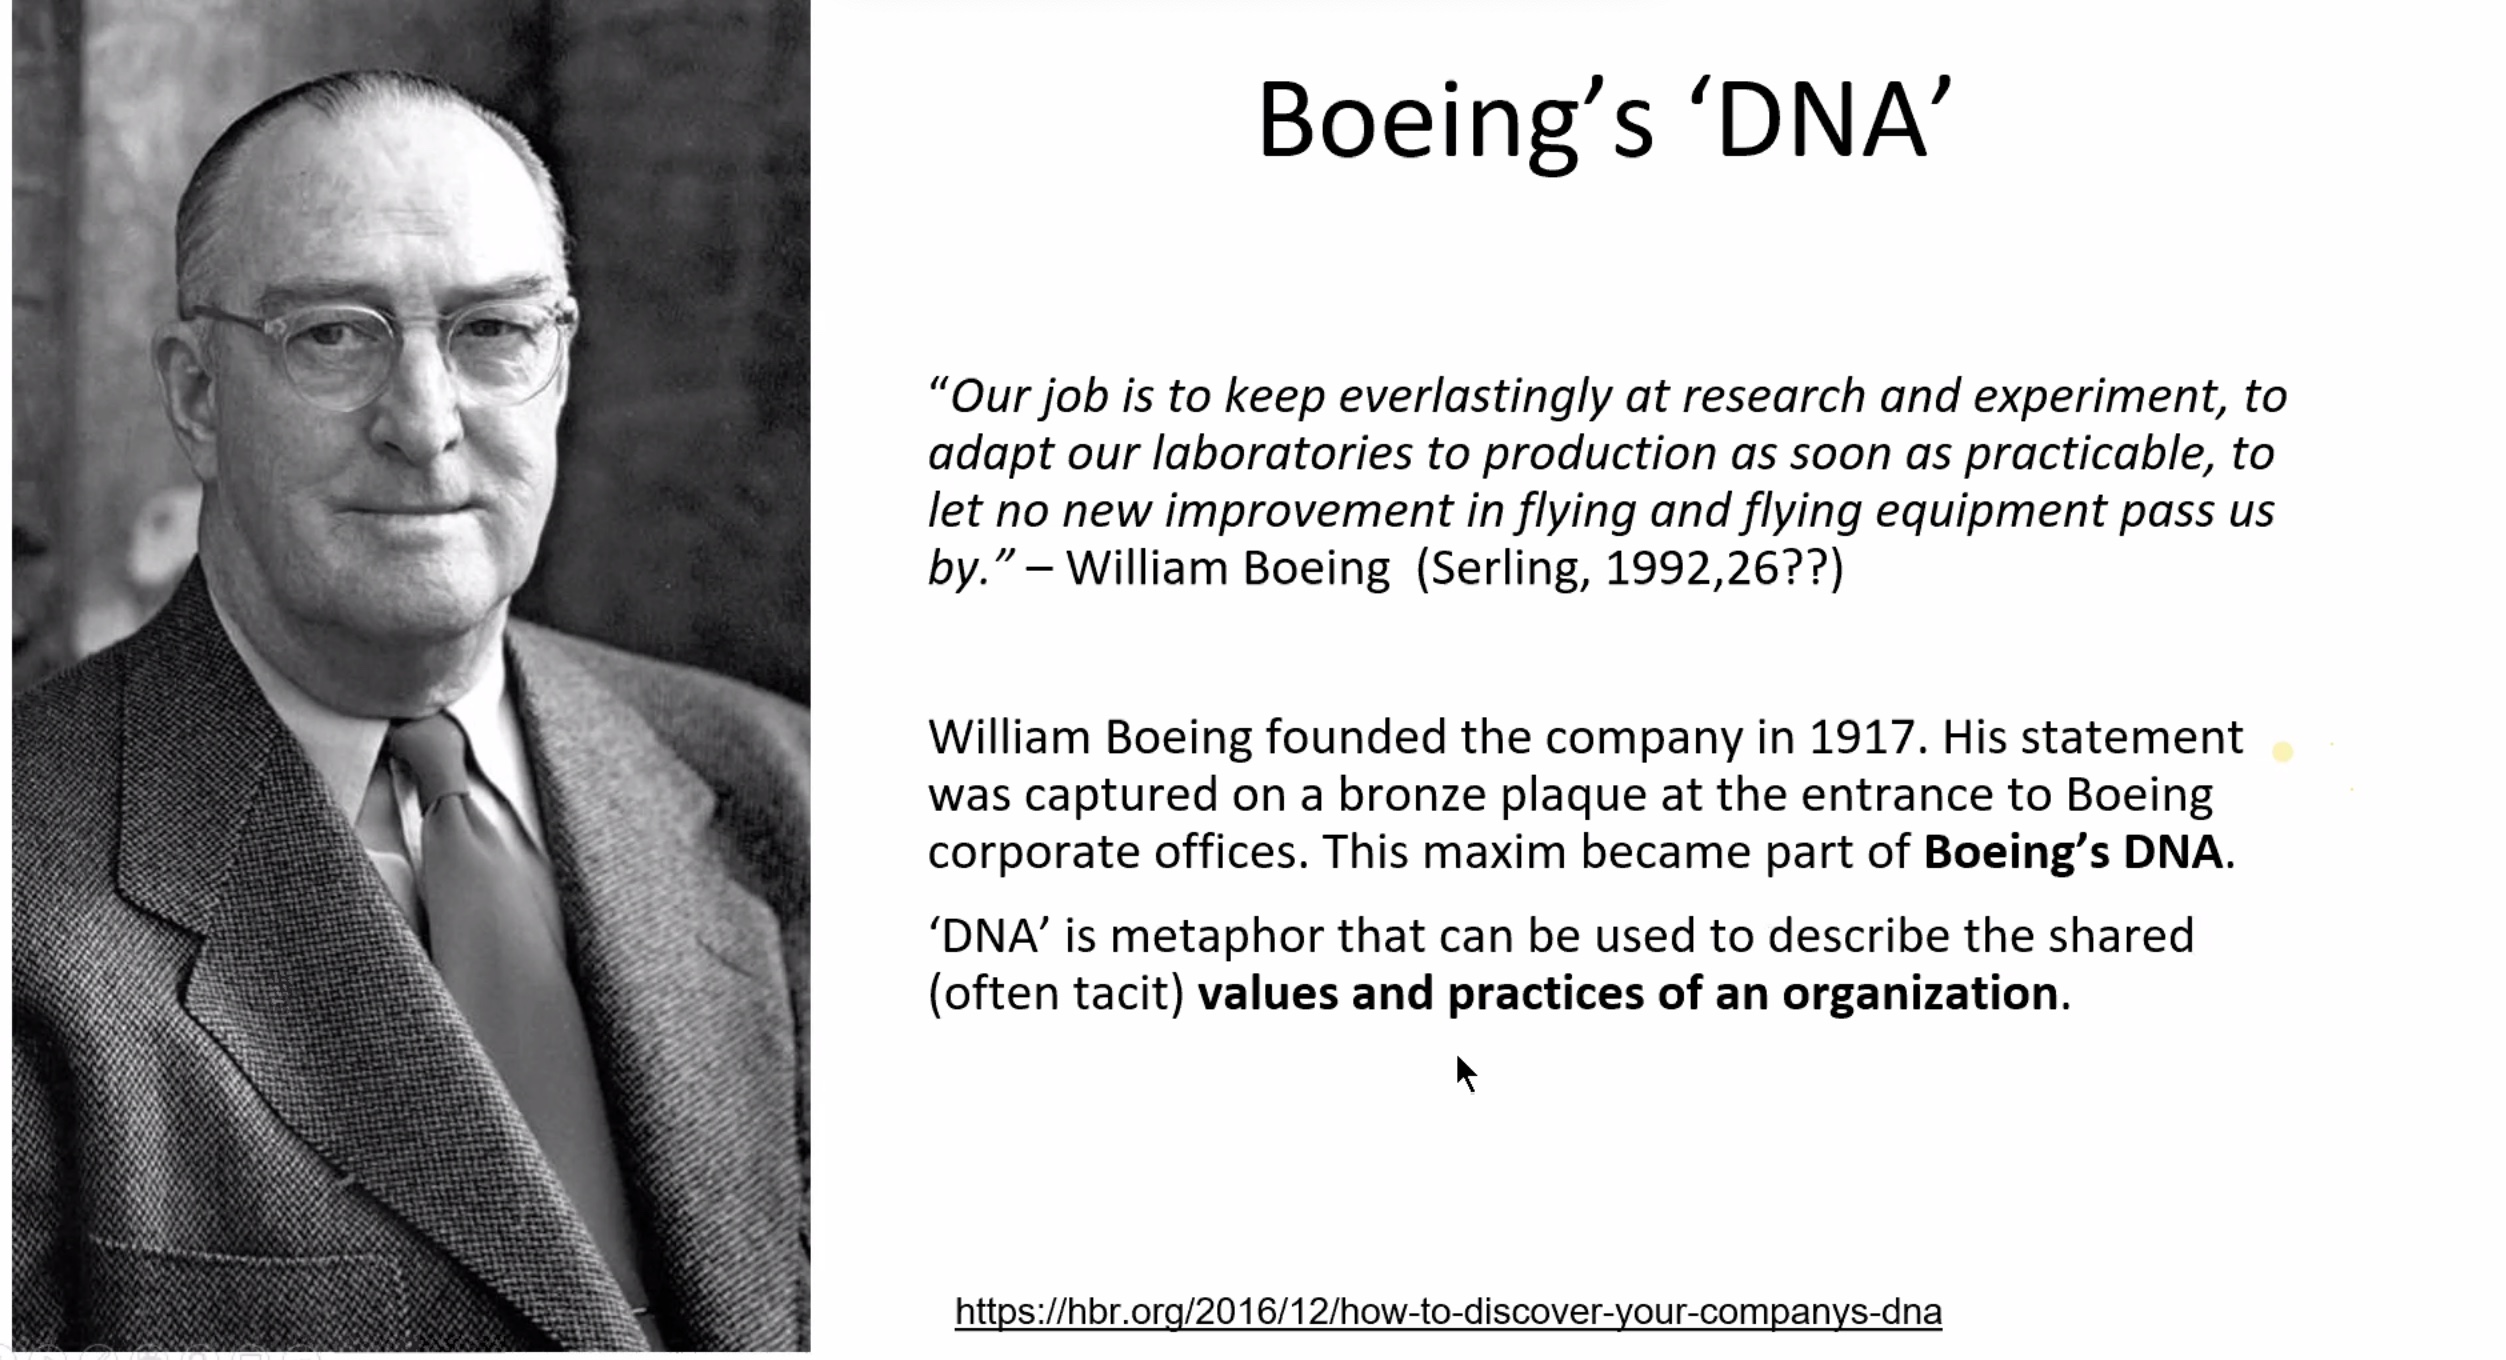 Boeing’s ‘DNA’
“Our job is to keep everlastingly at research and experiment, to
adapt our laboratories to production as soon as practicable, to
let no new improvement in flying and flying equipment pass us
by.” – William Boeing  (Serling, 1992,26??)
William Boeing founded the company in 1917. His statement
was captured on a bronze plaque at the entrance to Boeing
corporate offices. This maxim became part of Boeing’s DNA.
‘DNA’ is metaphor that can be used to describe the shared
(often tacit) values and practices of an organization.
https://hbr.org/2016/12/how-to-discover-your-companys-dna